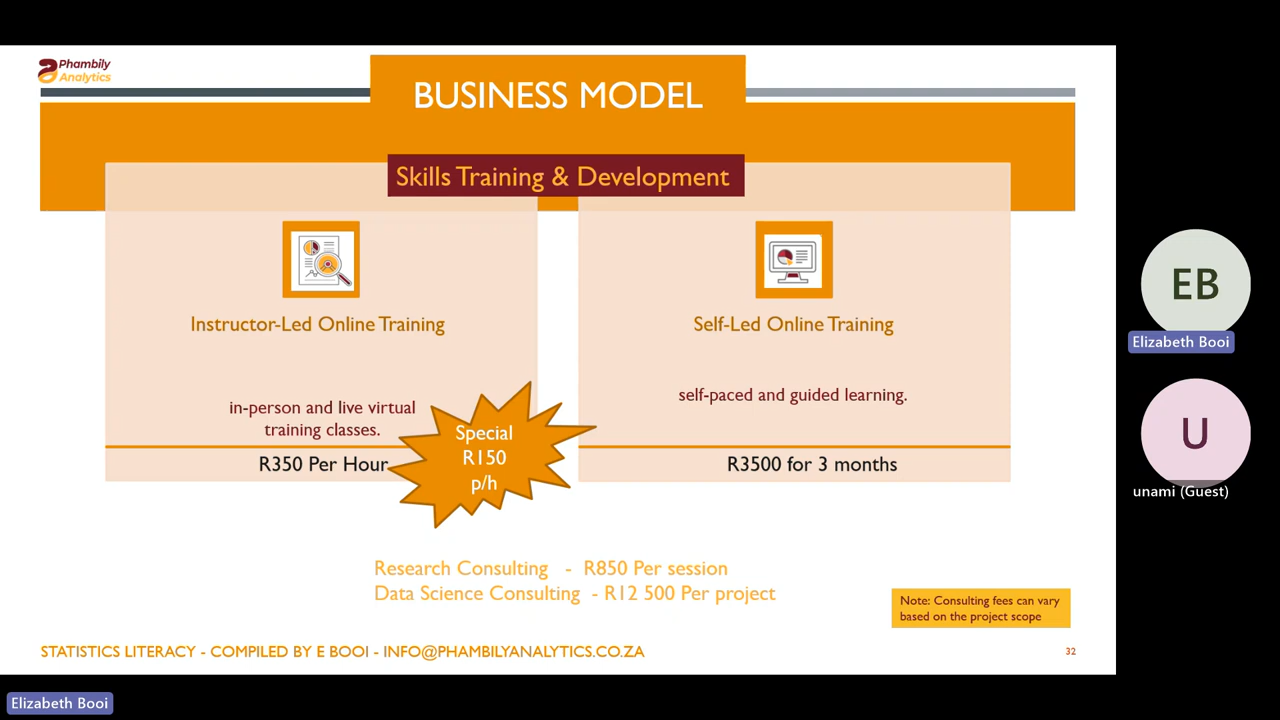 Phambily
Analytics
BUSINESS MODEL
Skills Training & Development
Instructor-Led Online Training
in-person and live virtual
training classes.
R350 Per Hour
Special
R150
p/h
Self-Led Online Training
self-paced and guided learning.
R3500 for 3 months
Research Consulting - R850 Per session
Data Science Consulting - R12 500 Per project
Note: Consulting fees can vary
based on the project scope
STATISTICS LITERACY - COMPILED BY E BOOI - INFO@PHAMBILYANALYTICS.CO.ZA
32
EB
Elizabeth Booi
U
unami (Guest)
Elizabeth Booi